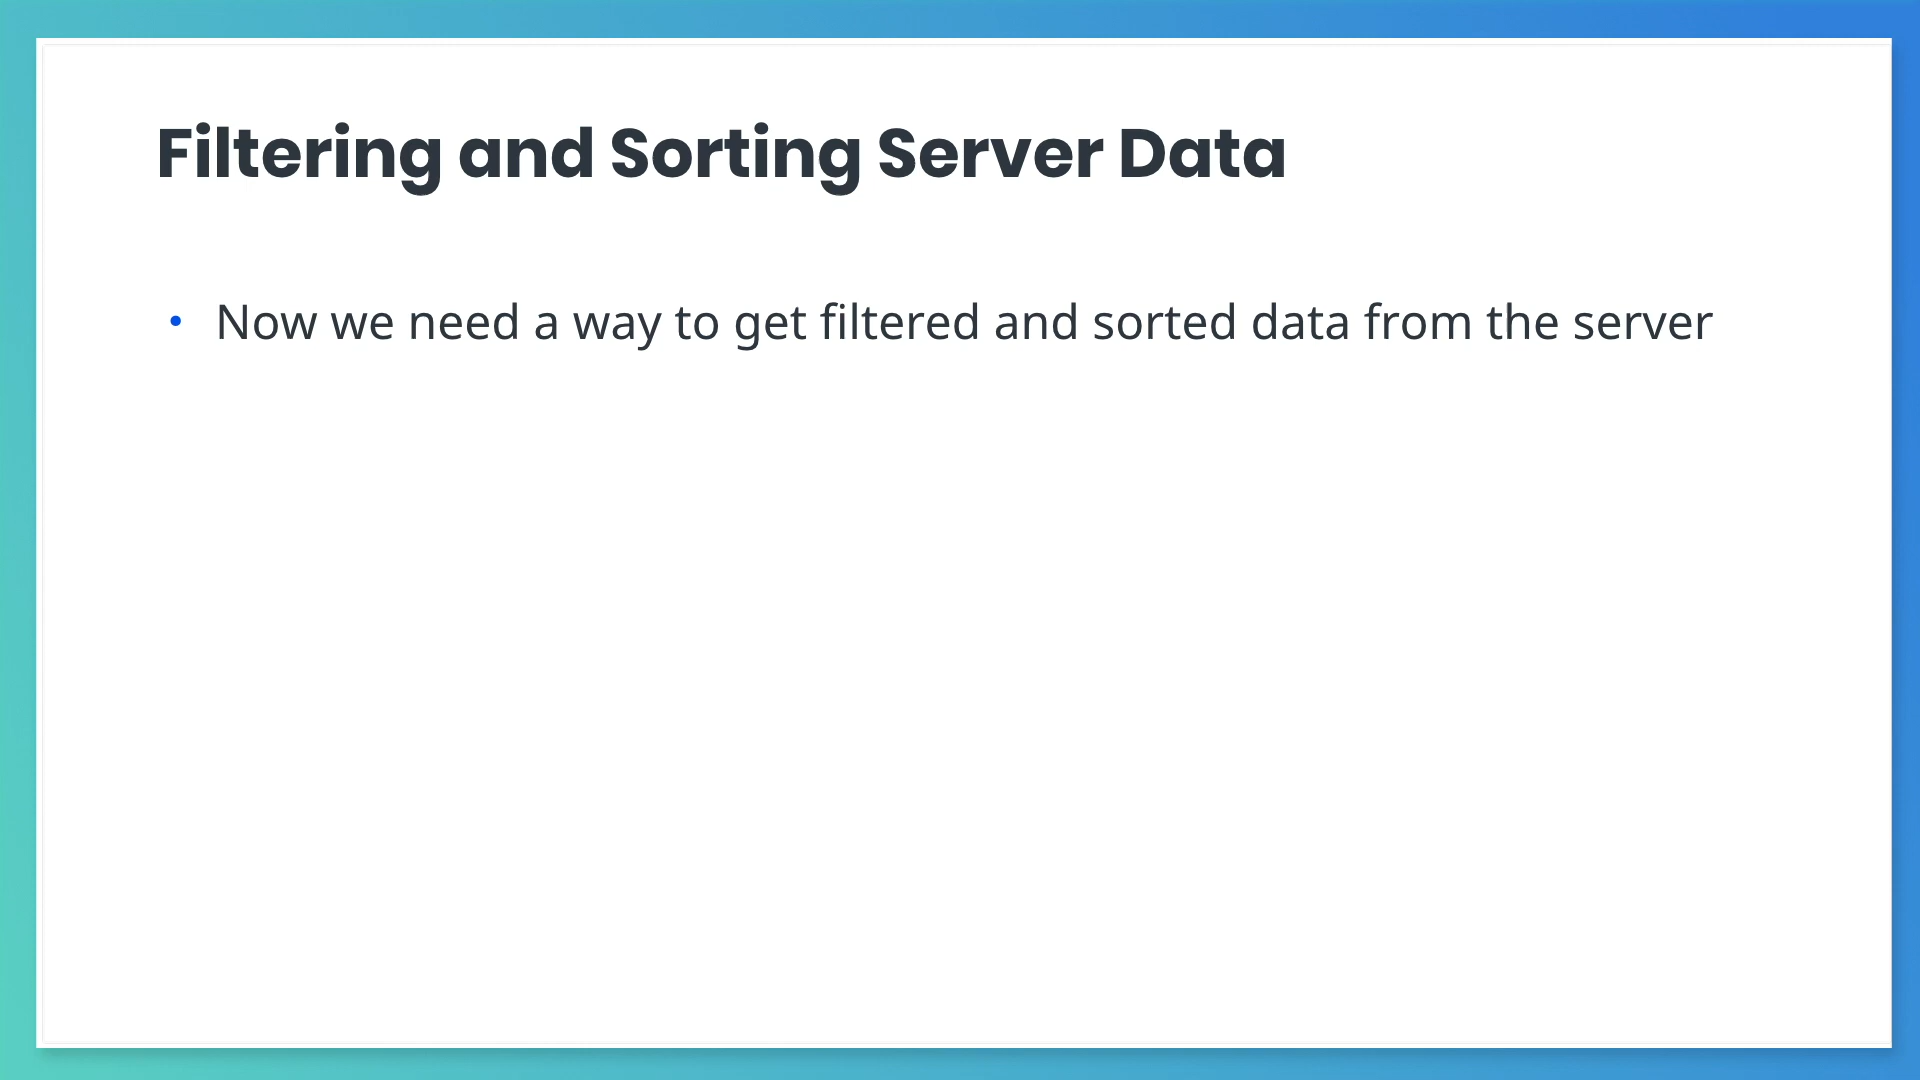 Filtering and Sorting Server Data
• Now we need a way to get filtered and sorted data from the server